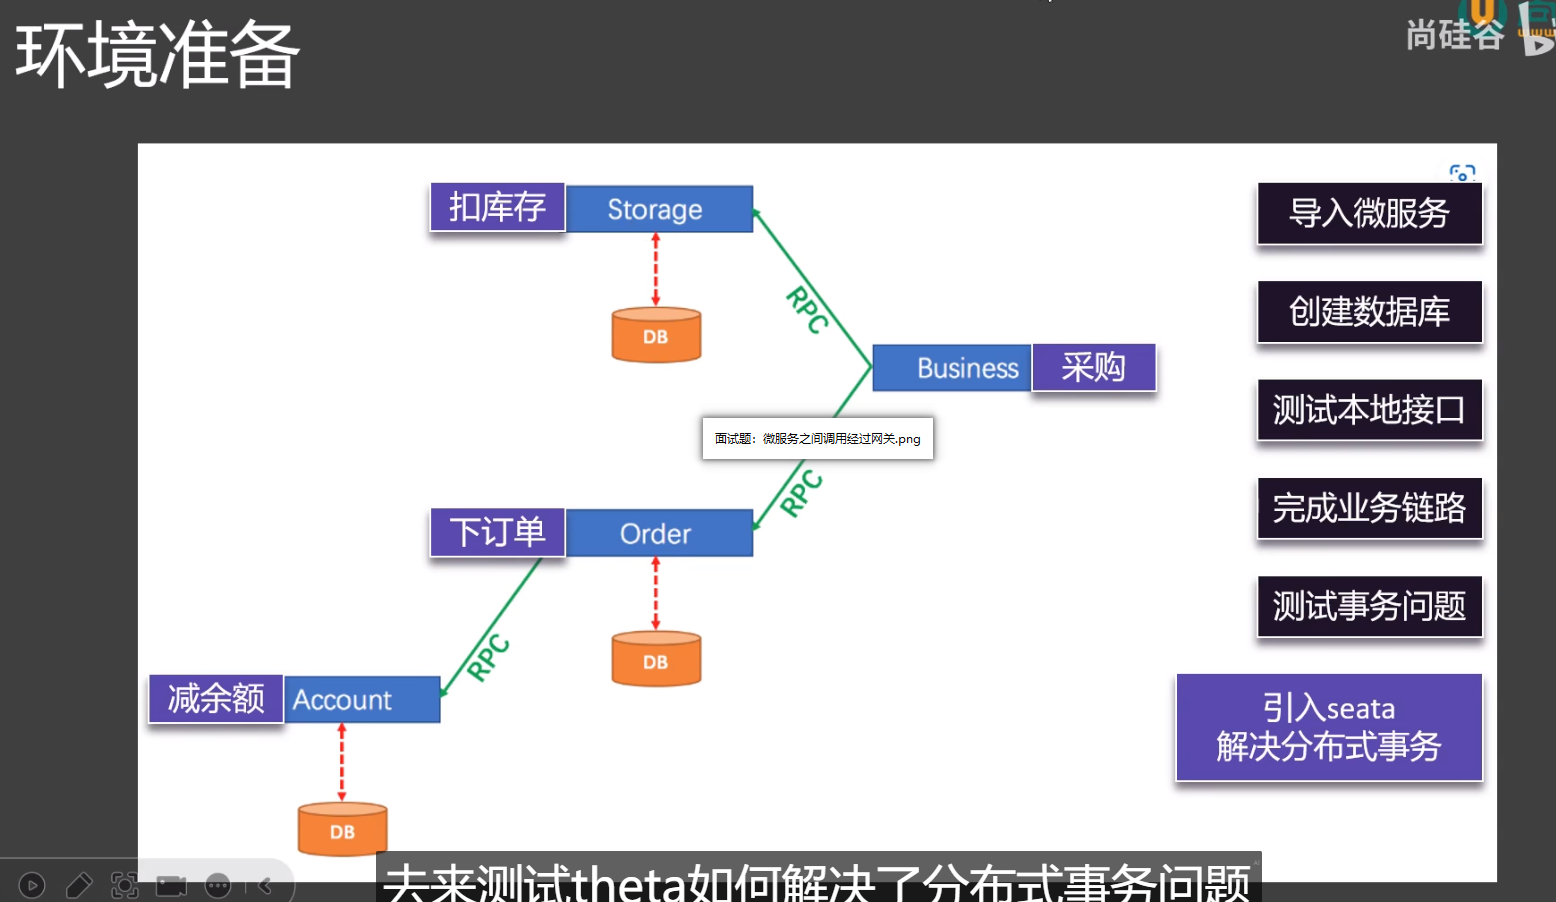 环境准备
尚硅谷
扣库存
Storage
导入微服务
DB
RPC
创建数据库
Business
采购
测试本地接口
面试题：微服务之间调用经过网关.png
RPC
下订单
Order
完成业务链路
DB
RPC
测试事务问题
减余额
Account
引入seata
解决分布式事务
DB
去来测试theta如何解决了分布式事务问题